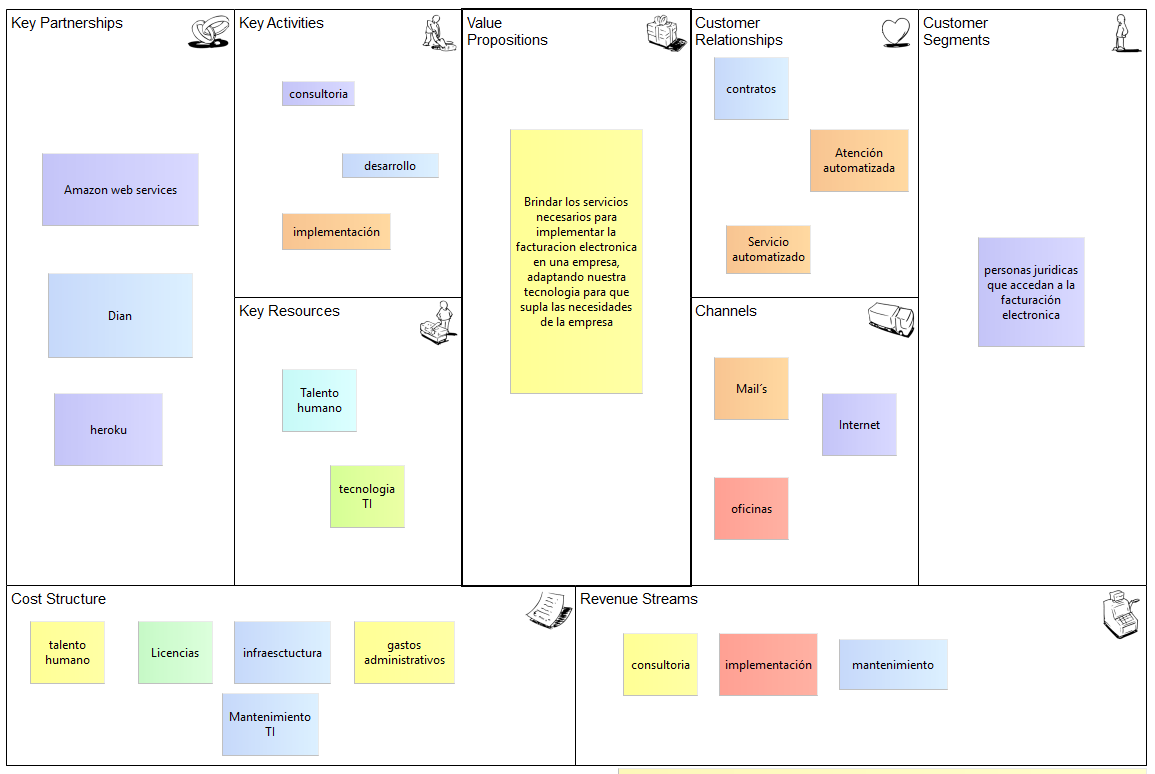 Key Partnerships
Amazon web services
Dian
heroku
Key Activities
consultoria
desarrollo
implementación
Key Resources
Talento
humano
tecnologia
TI
Value
Propositions
Brindar los servicios
necesarios para
implementar la
facturacion electronica
en una empresa,
adaptando nuestra
tecnologia para que
supla las necesidades
de la empresa
Customer
Relationships
contratos
Atención
automatizada
Servicio
automatizado
Channels
Mail´s
Internet
oficinas
Customer
Segments
personas juridicas
que accedan a la
facturación
electronica
Cost Structure
talento
humano
Licencias
infraesctuctura
gastos
administrativos
Mantenimiento
TI
Revenue Streams
consultoria
implementación
mantenimiento